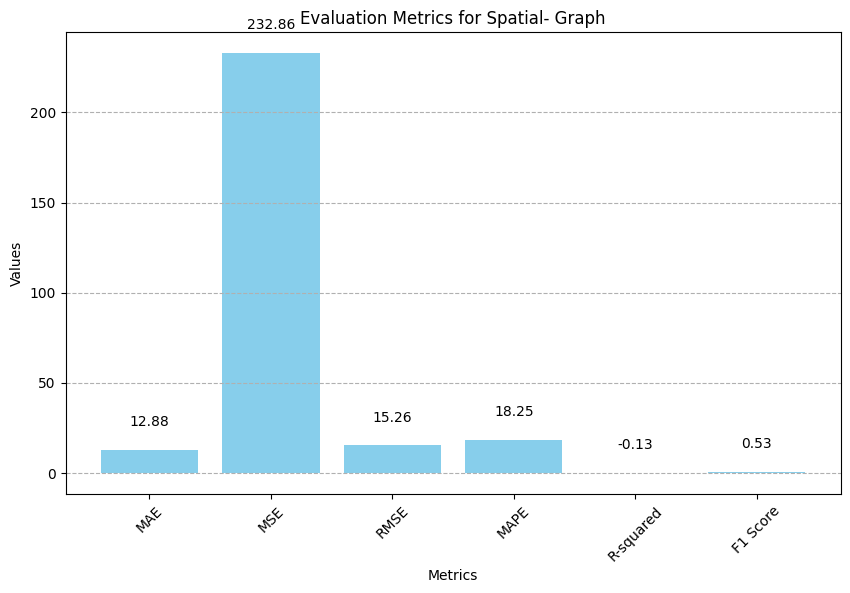 Evaluation Metrics for Spatial- Graph
232.86
200
150
100
50
0
12.88
15.26
18.25
-0.13
0.53
Values
MAE
MSE
RMSE
MAPE
R-squared
F1 Score
Metrics